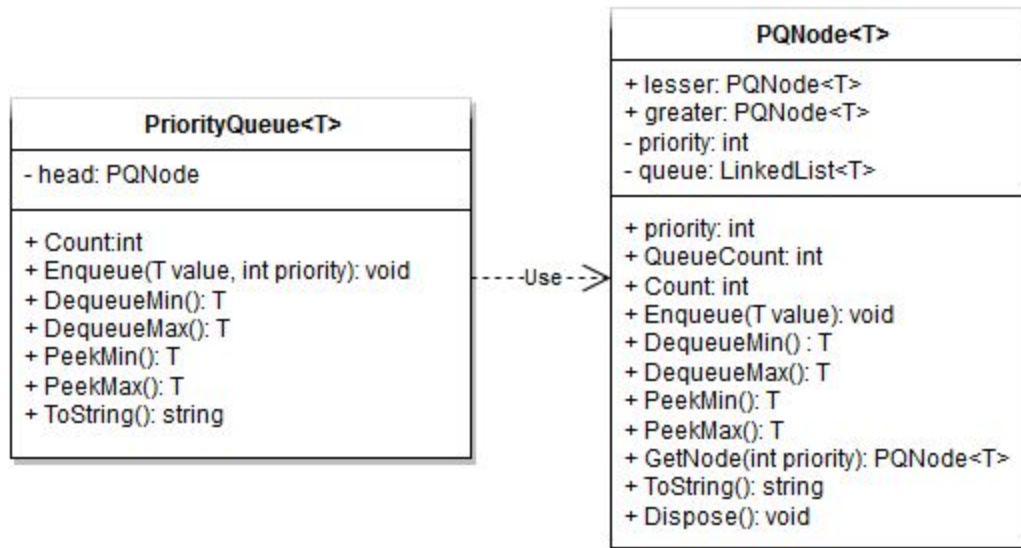 PriorityQueue<T>
- head: PQNode
+ Count:int
+ Enqueue(T value, int priority): void
+ DequeueMin(): T
+ DequeueMax(): T
+ PeekMin(): T
+ PeekMax(): T
+ ToString(): string
Use
PQNode<T>
+ lesser: PQNode<T>
+ greater: PQNode<T>
- priority: int
- queue: LinkedList<T>
+ priority: int
+ QueueCount: int
+ Count: int
+ Enqueue(T value): void
+ DequeueMin() : T
+ DequeueMax(): T
+ PeekMin(): T
+ PeekMax(): T
+ GetNode(int priority): PQNode<T>
+ ToString(): string
+ Dispose(): void